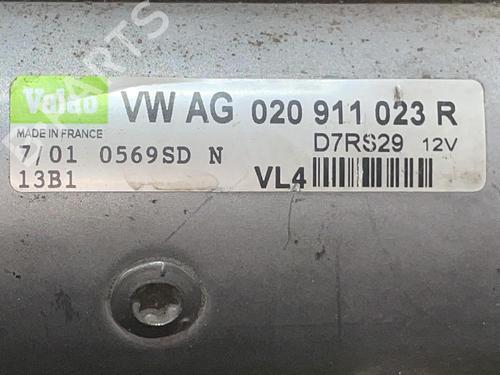 Valeo VW AG 020 911 023 R
MADE IN FRANCE D7RS29 12V
7/01 0569SD N
13B1 VL4